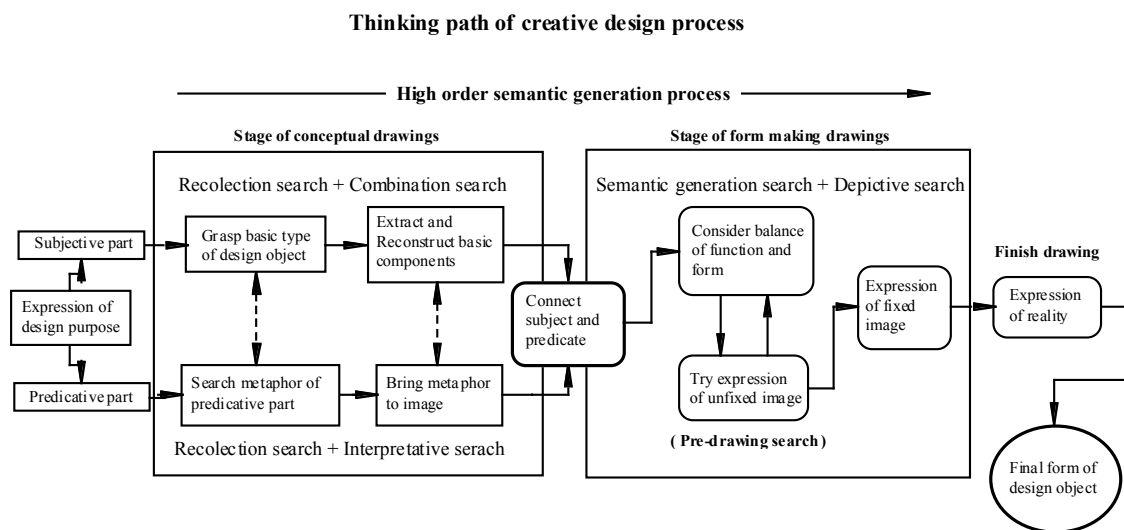 Thinking path of creative design process
High order semantic generation process
Stage of conceptual drawings
Stage of form making drawings
Recolection search + Combination search
Semantic generation search + Depictive search
Subjective part
Grasp basic type
of design object
Extract and
Reconstruct basic
components
Consider balance
of function and
form
Finish drawing
Expression of
design purpose
Connect
subject and
predicate
Expression
of fixed
image
Expression
of reality
Predicative part
Search metaphor of
predicative part
Bring metaphor
to image
Try expression
of unfixed image
( Pre-drawing search )
Recolection search + Interpretative serach
Final form of
design object